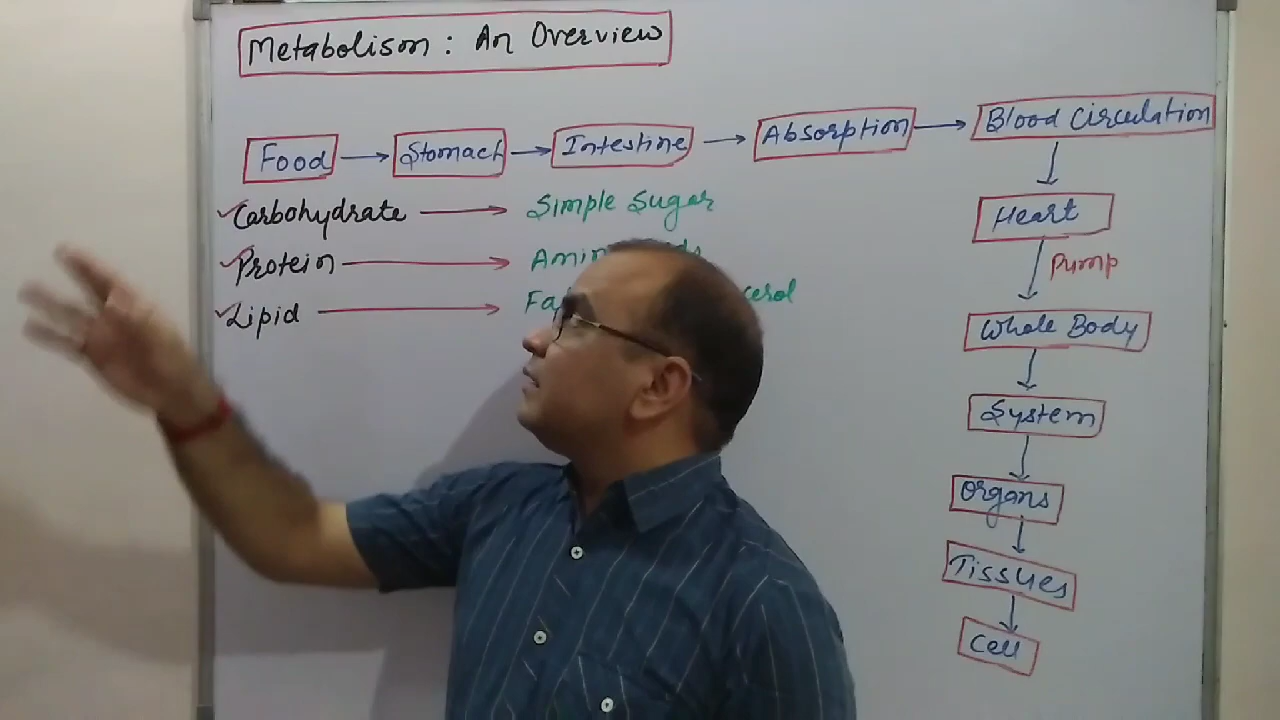 Metabolism : An Overview
Food → Stomach → Intestine → Absorption → Blood Circulation
Carbohydrate → Simple Sugar
Protein →
Lipid →
Heart
Pump
Whole Body
System
Organs
Tissues
Cell